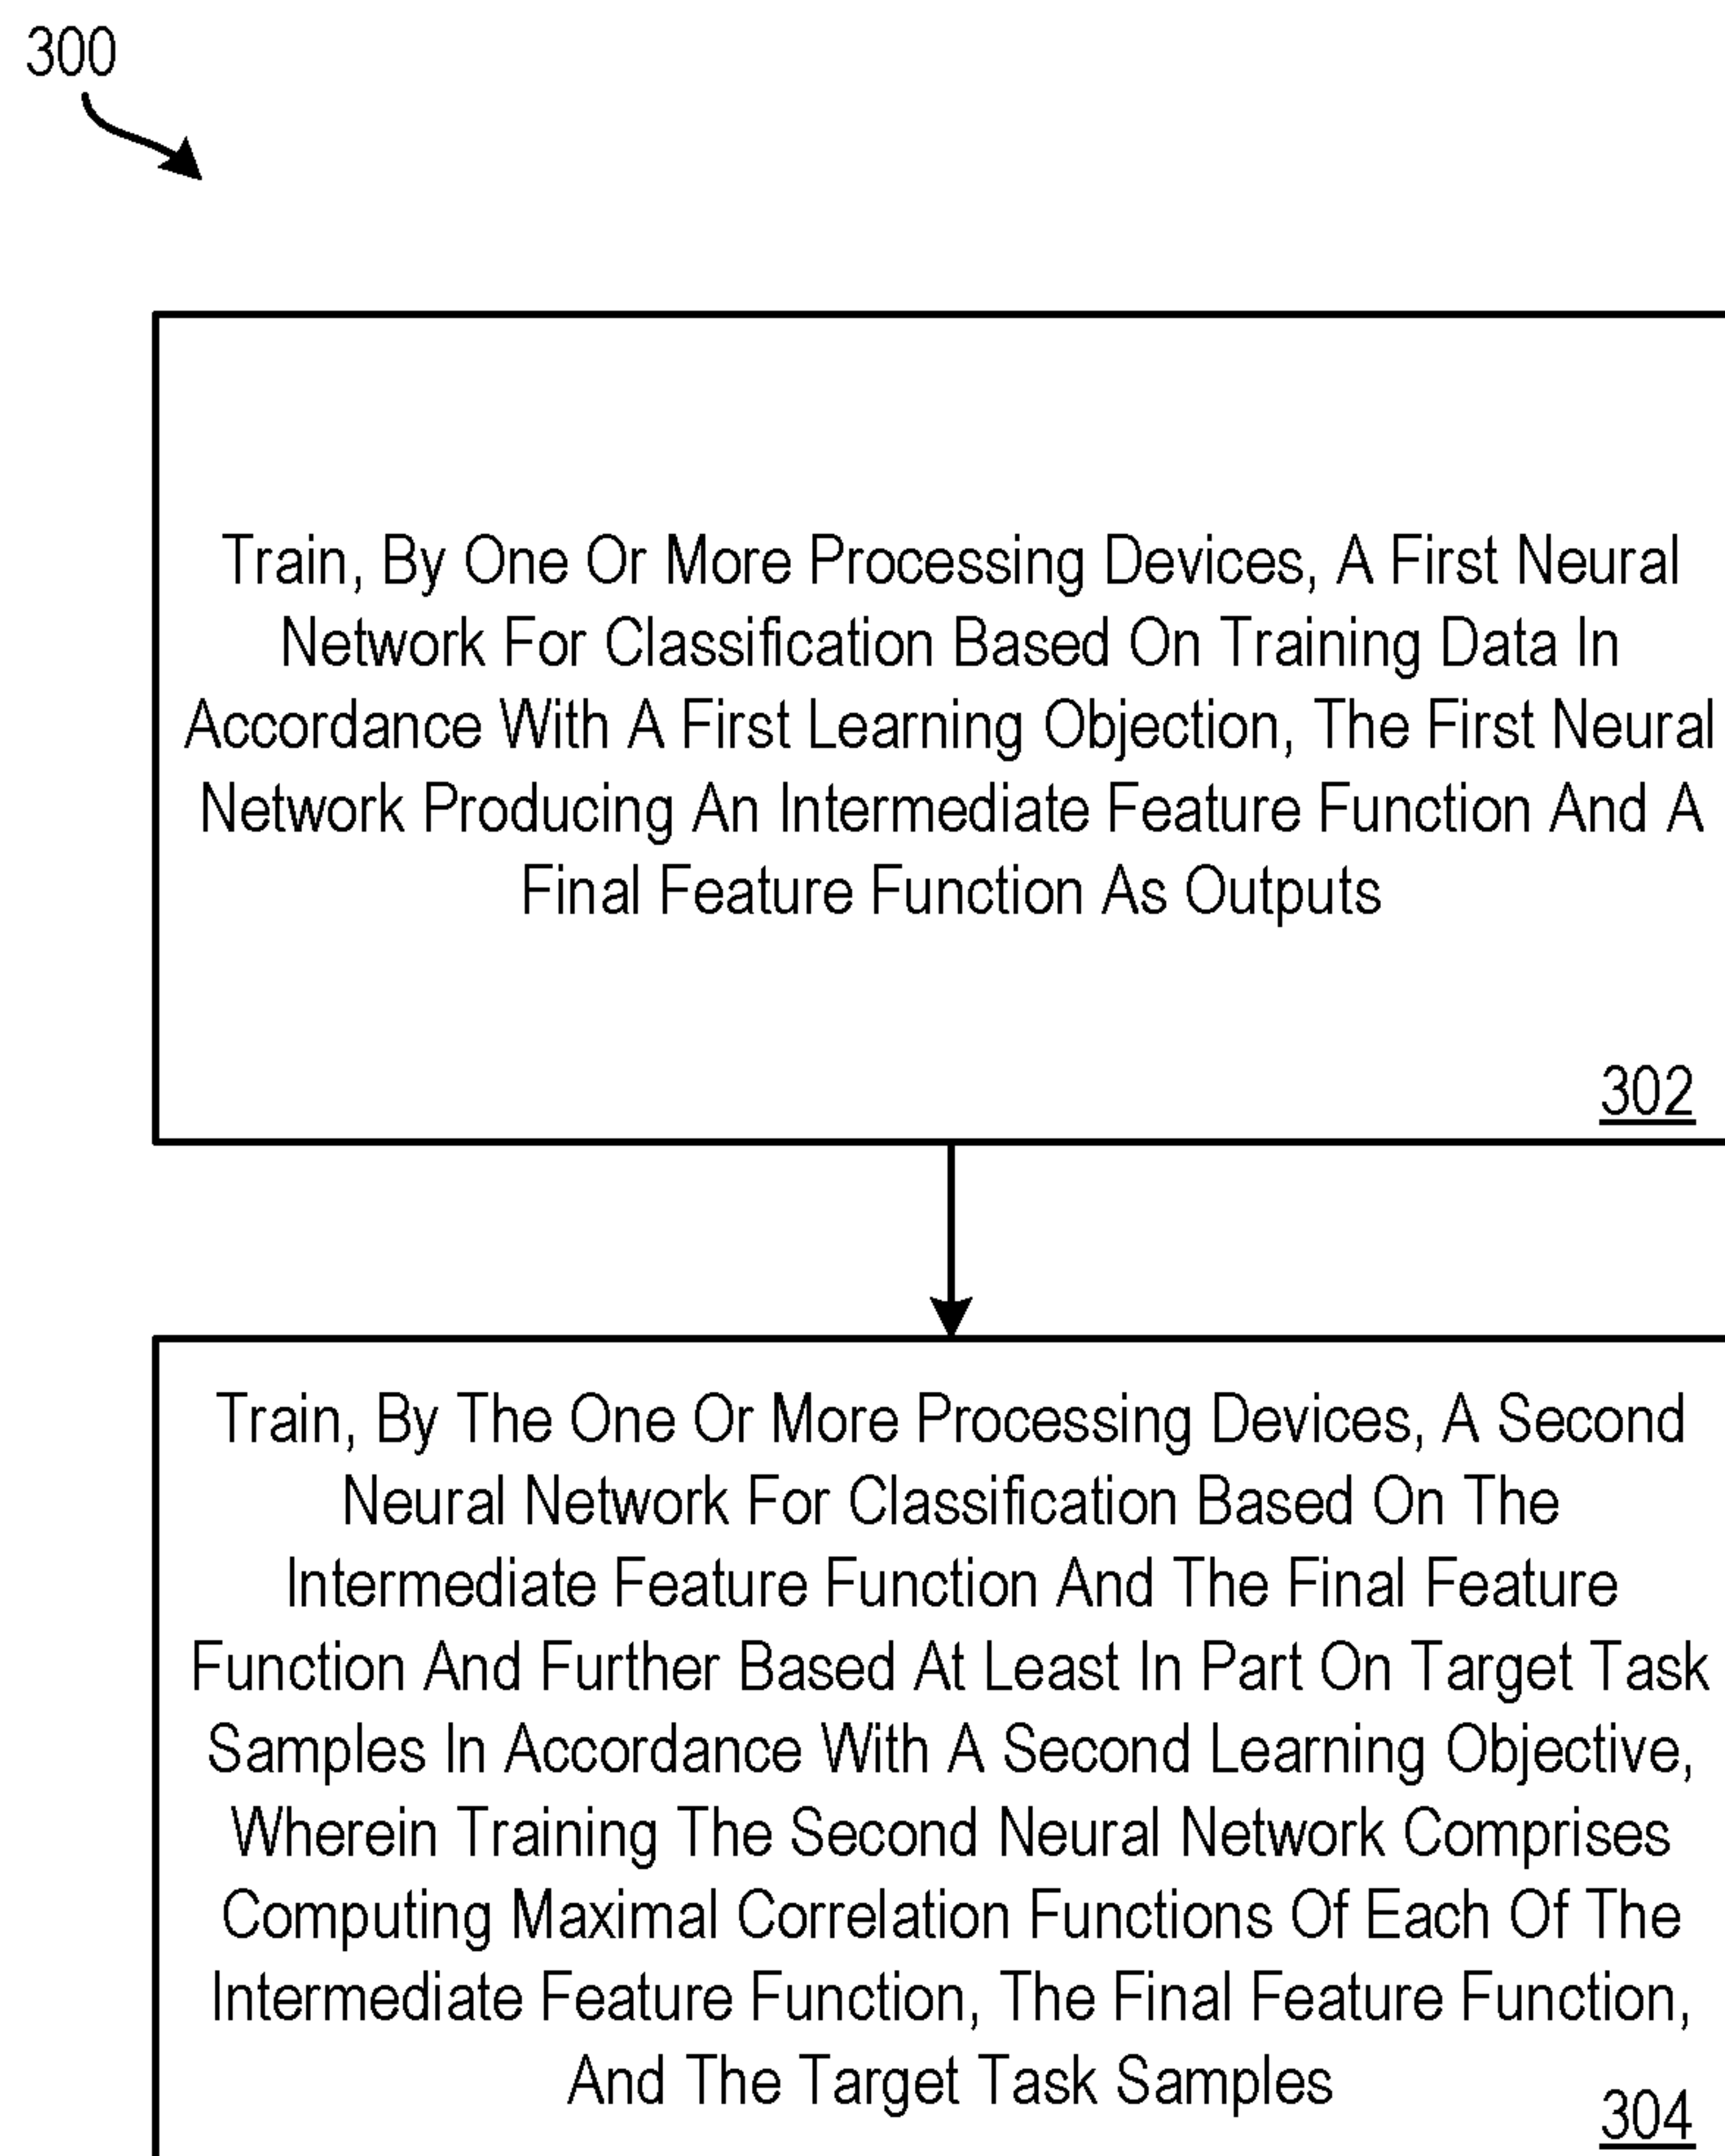 300
Train, By One Or More Processing Devices, A First Neural
Network For Classification Based On Training Data In
Accordance With A First Learning Objection, The First Neural
Network Producing An Intermediate Feature Function And A
Final Feature Function As Outputs
302
Train, By The One Or More Processing Devices, A Second
Neural Network For Classification Based On The
Intermediate Feature Function And The Final Feature
Function And Further Based At Least In Part On Target Task
Samples In Accordance With A Second Learning Objective,
Wherein Training The Second Neural Network Comprises
Computing Maximal Correlation Functions Of Each Of The
Intermediate Feature Function, The Final Feature Function,
And The Target Task Samples
304